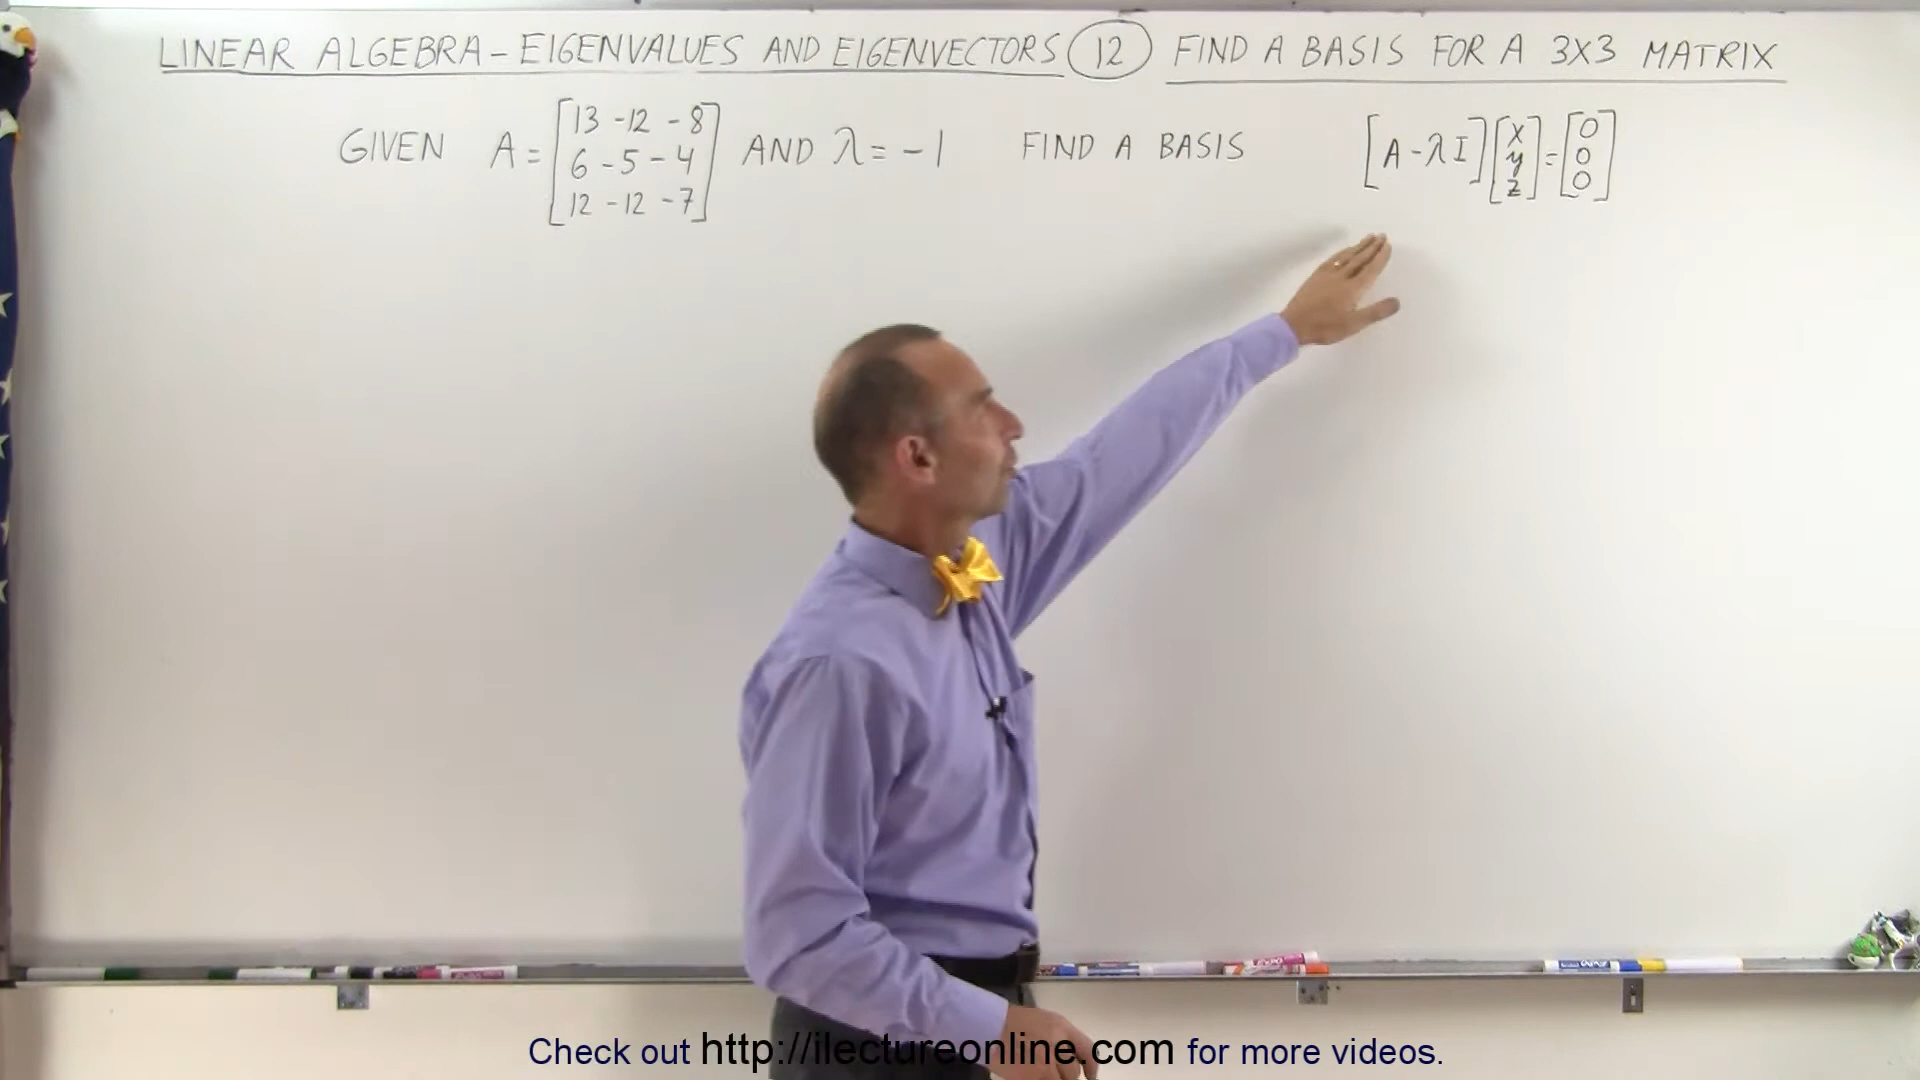 LINEAR ALGEBRA - EIGENVALUES AND EIGENVECTORS 12 FIND A BASIS FOR A 3X3 MATRIX
GIVEN A = [13 -12 -8
6 -5 -4
12 -12 -7] AND λ = -1 FIND A BASIS [A - λI][x y z] = [0 0 0]
Check out http://ilectureonline.com for more videos.